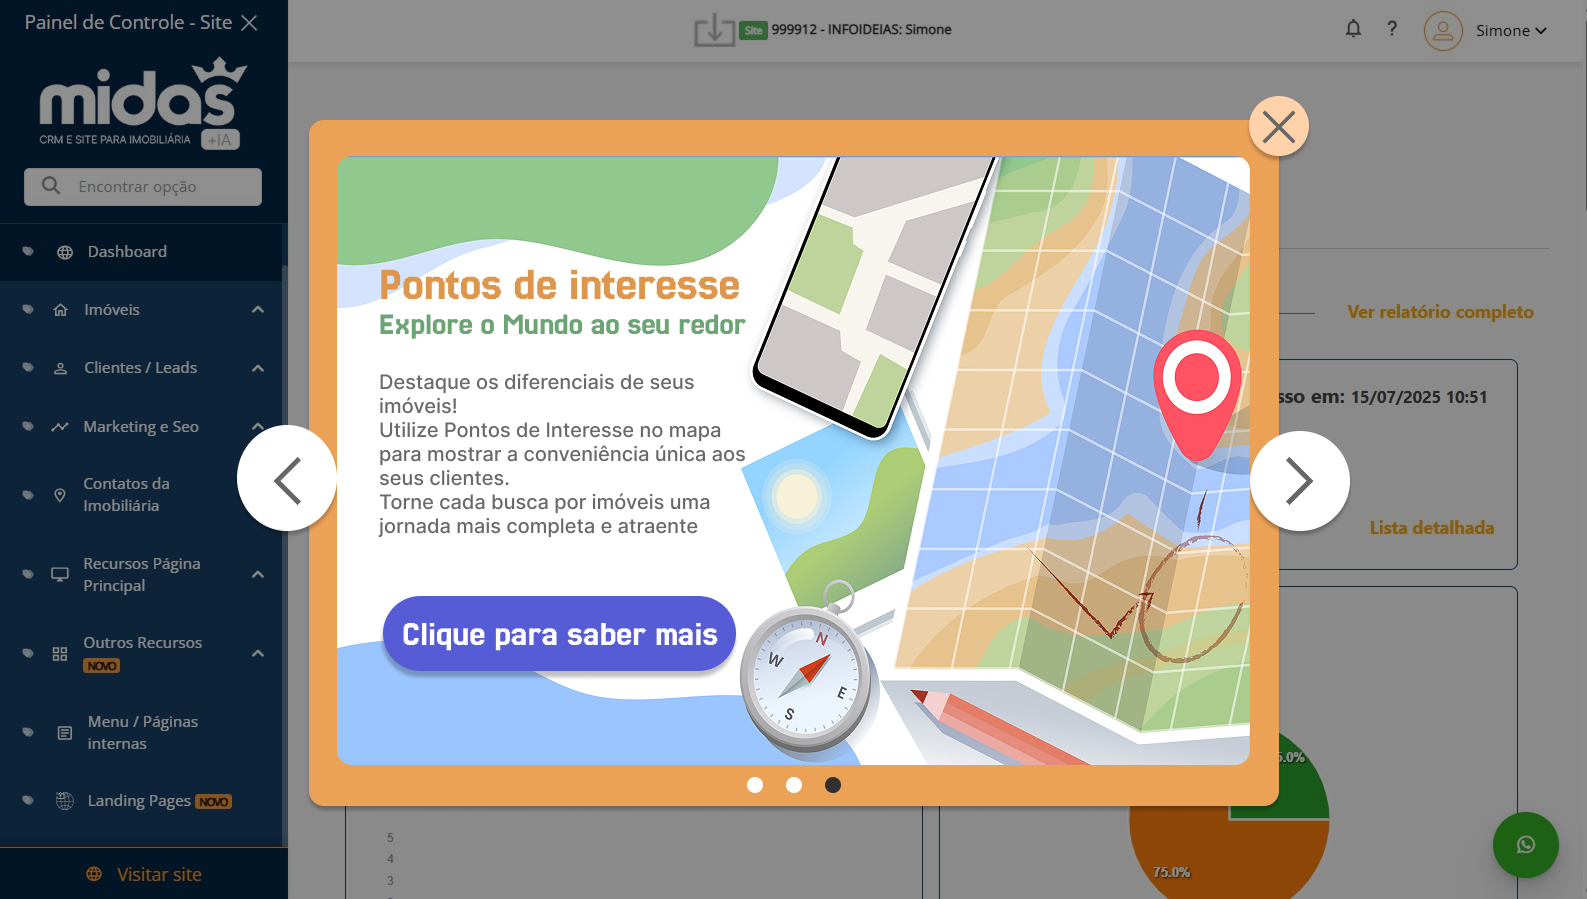 Painel de Controle - Site
midas
CRM E SITE PARA IMOBILIÁRIA +IA
Encontrar opção
Dashboard
Imóveis
Clientes / Leads
Marketing e Seo
Contatos da
Imobiliária
Recursos Página
Principal
Outros Recursos
NOVO
Menu / Páginas
internas
Landing Pages NOVO
Visitar site
Site 999912 - INFOIDEIAS: Simone
? Simone
Pontos de interesse
Explore o Mundo ao seu redor
Destaque os diferenciais de seus
imóveis!
Utilize Pontos de Interesse no mapa
para mostrar a conveniência única aos
seus clientes.
Torne cada busca por imóveis uma
jornada mais completa e atraente
Clique para saber mais
N
W
E
S
Ver relatório completo
sso em: 15/07/2025 10:51
Lista detalhada
5.0%
75.0%
5
4
3